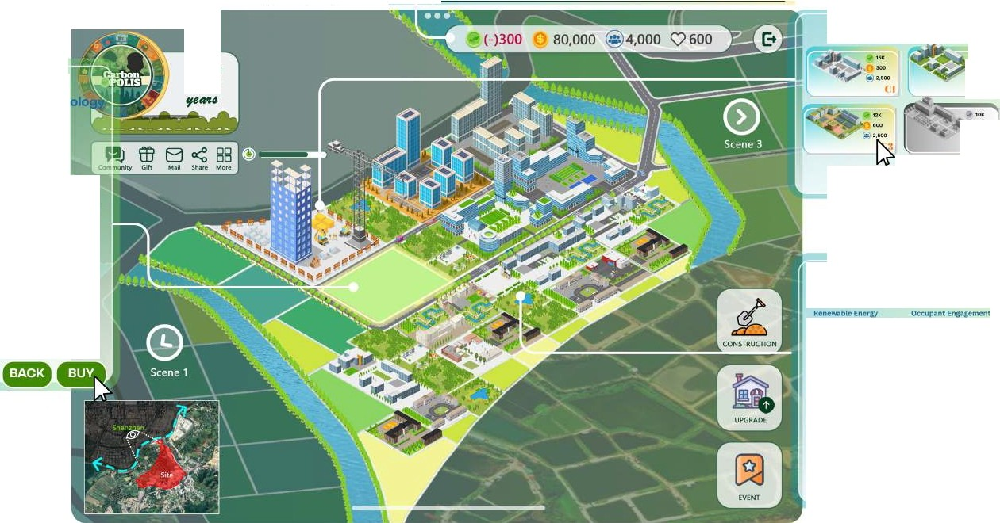 (-)300 80,000 4,000 600
Carbon
POLIS
ology
years
Community Gift Mail Share More
15K
300
2,500
C1
12K
600
2,500
10K
Scene 3
CONSTRUCTION
Renewable Energy Occupant Engagement
Scene 1
BACK BUY
UPGRADE
Shenzhen
Site
EVENT